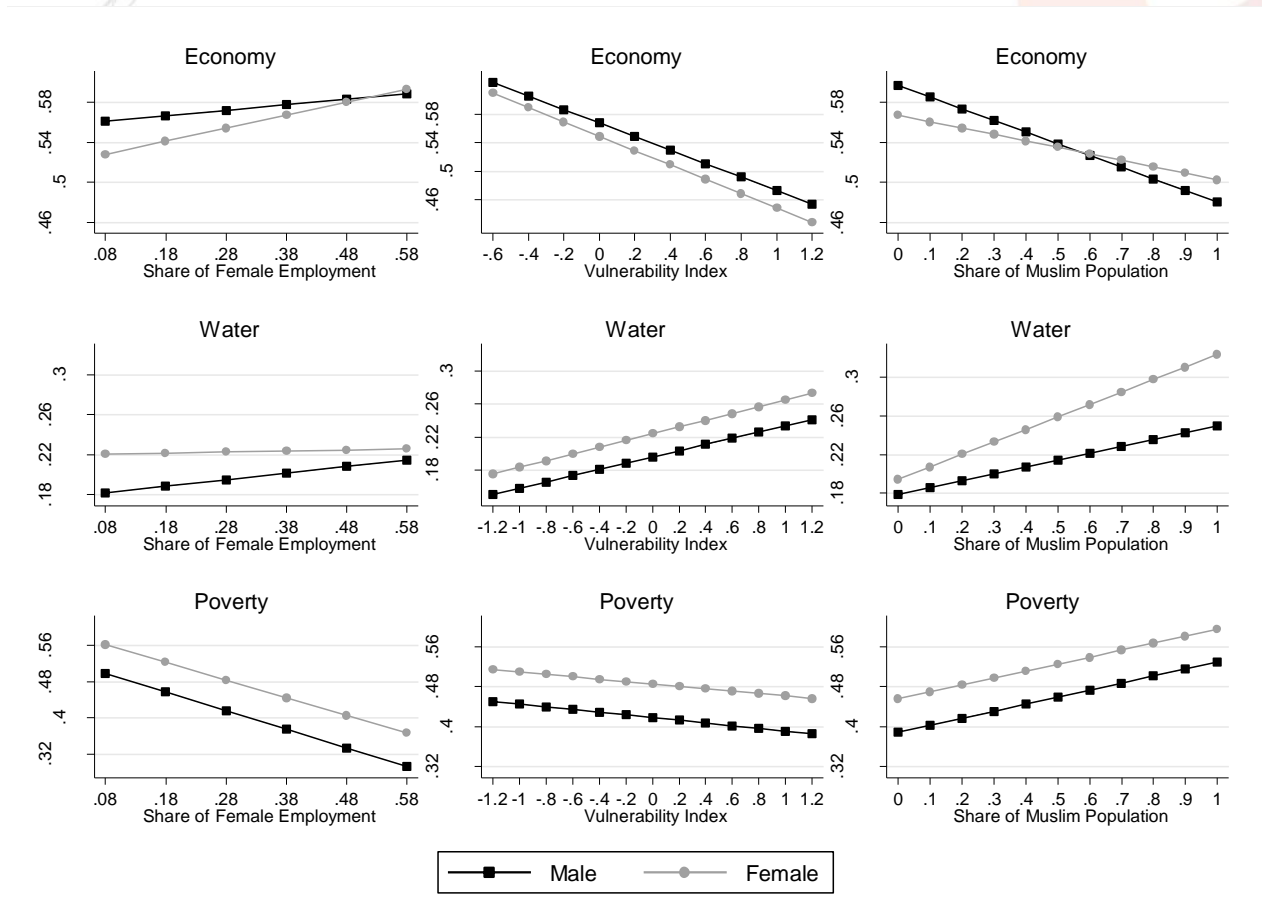 Economy
.46 .5 .54 .58
.08 .18 .28 .38 .48 .58
Share of Female Employment
Economy
.46 .5 .54 .58
-.6 -.4 -.2 0 .2 .4 .6 .8 1 1.2
Vulnerability Index
Economy
.46 .5 .54 .58
0 .1 .2 .3 .4 .5 .6 .7 .8 .9 1
Share of Muslim Population
Water
.18 .22 .26 .3
.08 .18 .28 .38 .48 .58
Share of Female Employment
Water
.18 .22 .26 .3
-1.2 -1 -.8 -.6 -.4 -.2 0 .2 .4 .6 .8 1 1.2
Vulnerability Index
Water
.18 .22 .26 .3
0 .1 .2 .3 .4 .5 .6 .7 .8 .9 1
Share of Muslim Population
Poverty
.32 .4 .48 .56
.08 .18 .28 .38 .48 .58
Share of Female Employment
Poverty
.32 .4 .48 .56
-1.2 -1 -.8 -.6 -.4 -.2 0 .2 .4 .6 .8 1 1.2
Vulnerability Index
Poverty
.32 .4 .48 .56
0 .1 .2 .3 .4 .5 .6 .7 .8 .9 1
Share of Muslim Population
Male Female